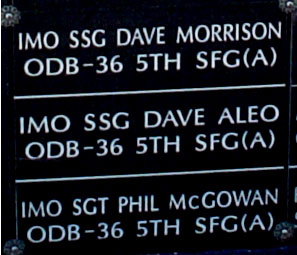 IMO SSG DAVE MORRISON
ODB-36 5TH SFG(A)
IMO SSG DAVE ALEO
ODB-36 5TH SFG(A)
IMO SGT PHIL McGOWAN
ODB-36 5TH SFG(A)